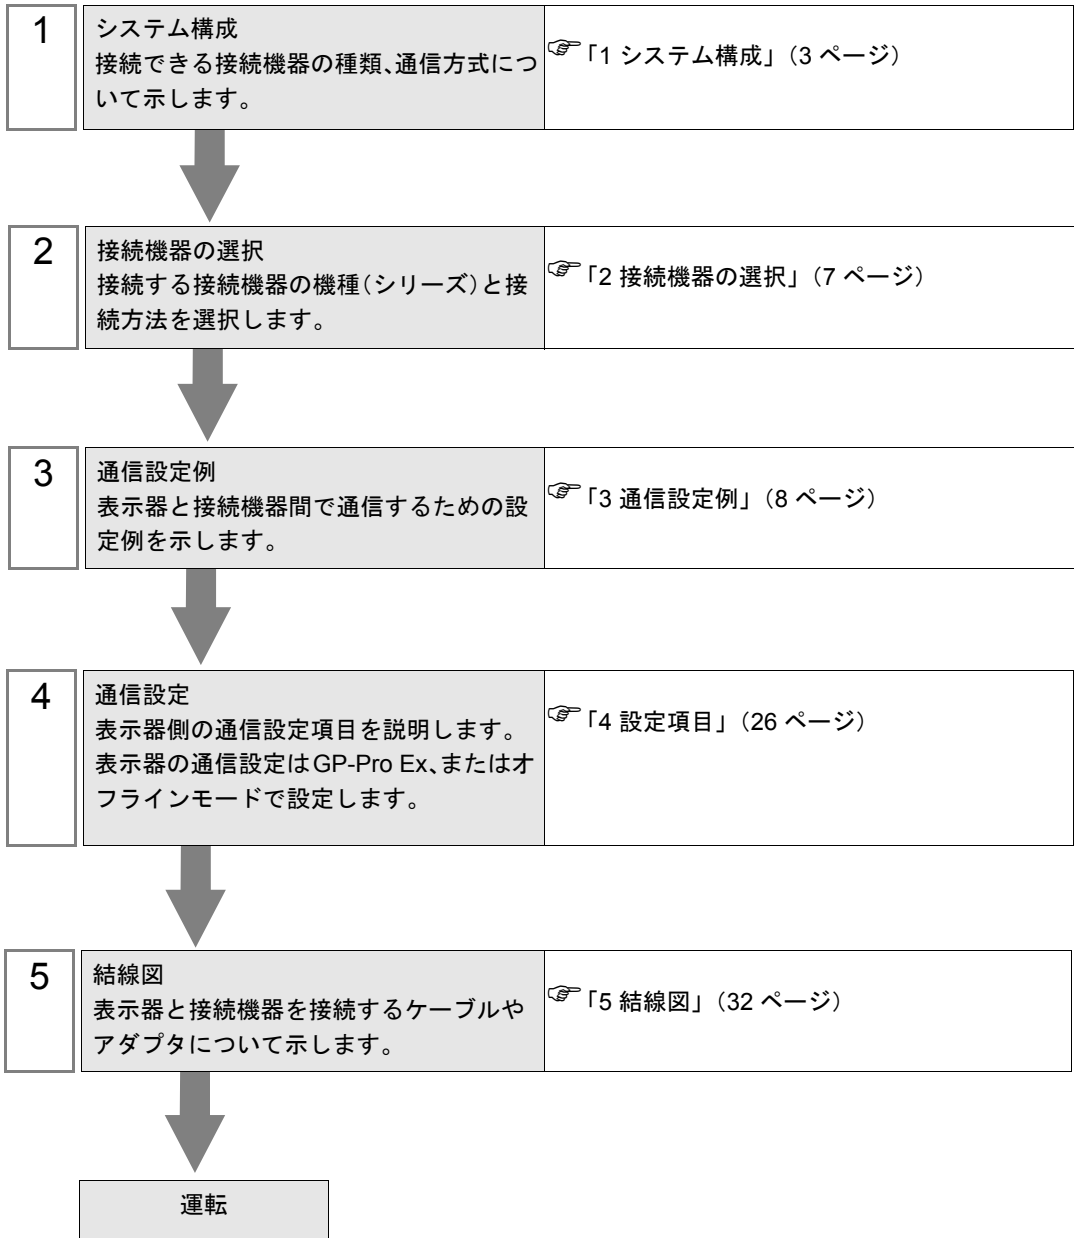 1
システム構成
接続できる接続機器の種類、通信方式につ
いて示します。
☞「1 システム構成」(3 ページ)
2
接続機器の選択
接続する接続機器の機種(シリーズ)と接
続方法を選択します。
☞「2 接続機器の選択」(7 ページ)
3
通信設定例
表示器と接続機器間で通信するための設
定例を示します。
☞「3 通信設定例」(8 ページ)
4
通信設定
表示器側の通信設定項目を説明します。
表示器の通信設定はGP-Pro Ex、またはオ
フラインモードで設定します。
☞「4 設定項目」(26 ページ)
5
結線図
表示器と接続機器を接続するケーブルや
アダプタについて示します。
☞「5 結線図」(32 ページ)
運転